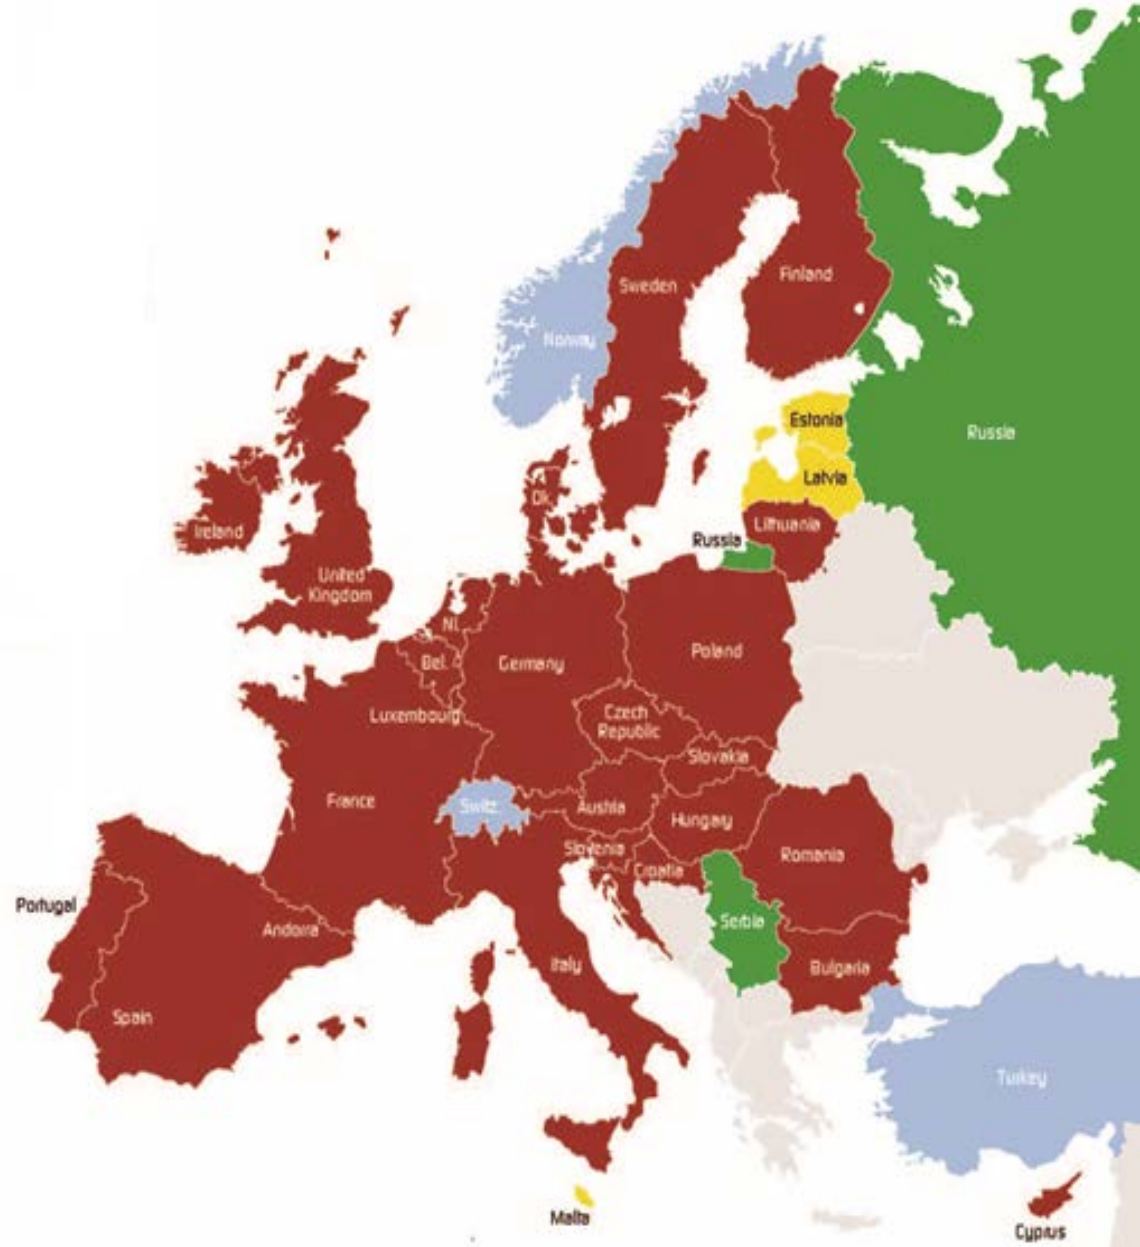 Finland
Sweden
Norway
Estonia
Russia
Latvia
Dk.
Lithuania
Ireland
Russia
United
Kingdom
Nl.
Poland
Bel.
Germany
Luxembourg
Czech
Republic
Slovakia
France
Switz.
Austria
Hungary
Slovenia
Romania
Croatia
Portugal
Serbia
Andorra
Italy
Bulgaria
Spain
Turkey
Malta
Cyprus